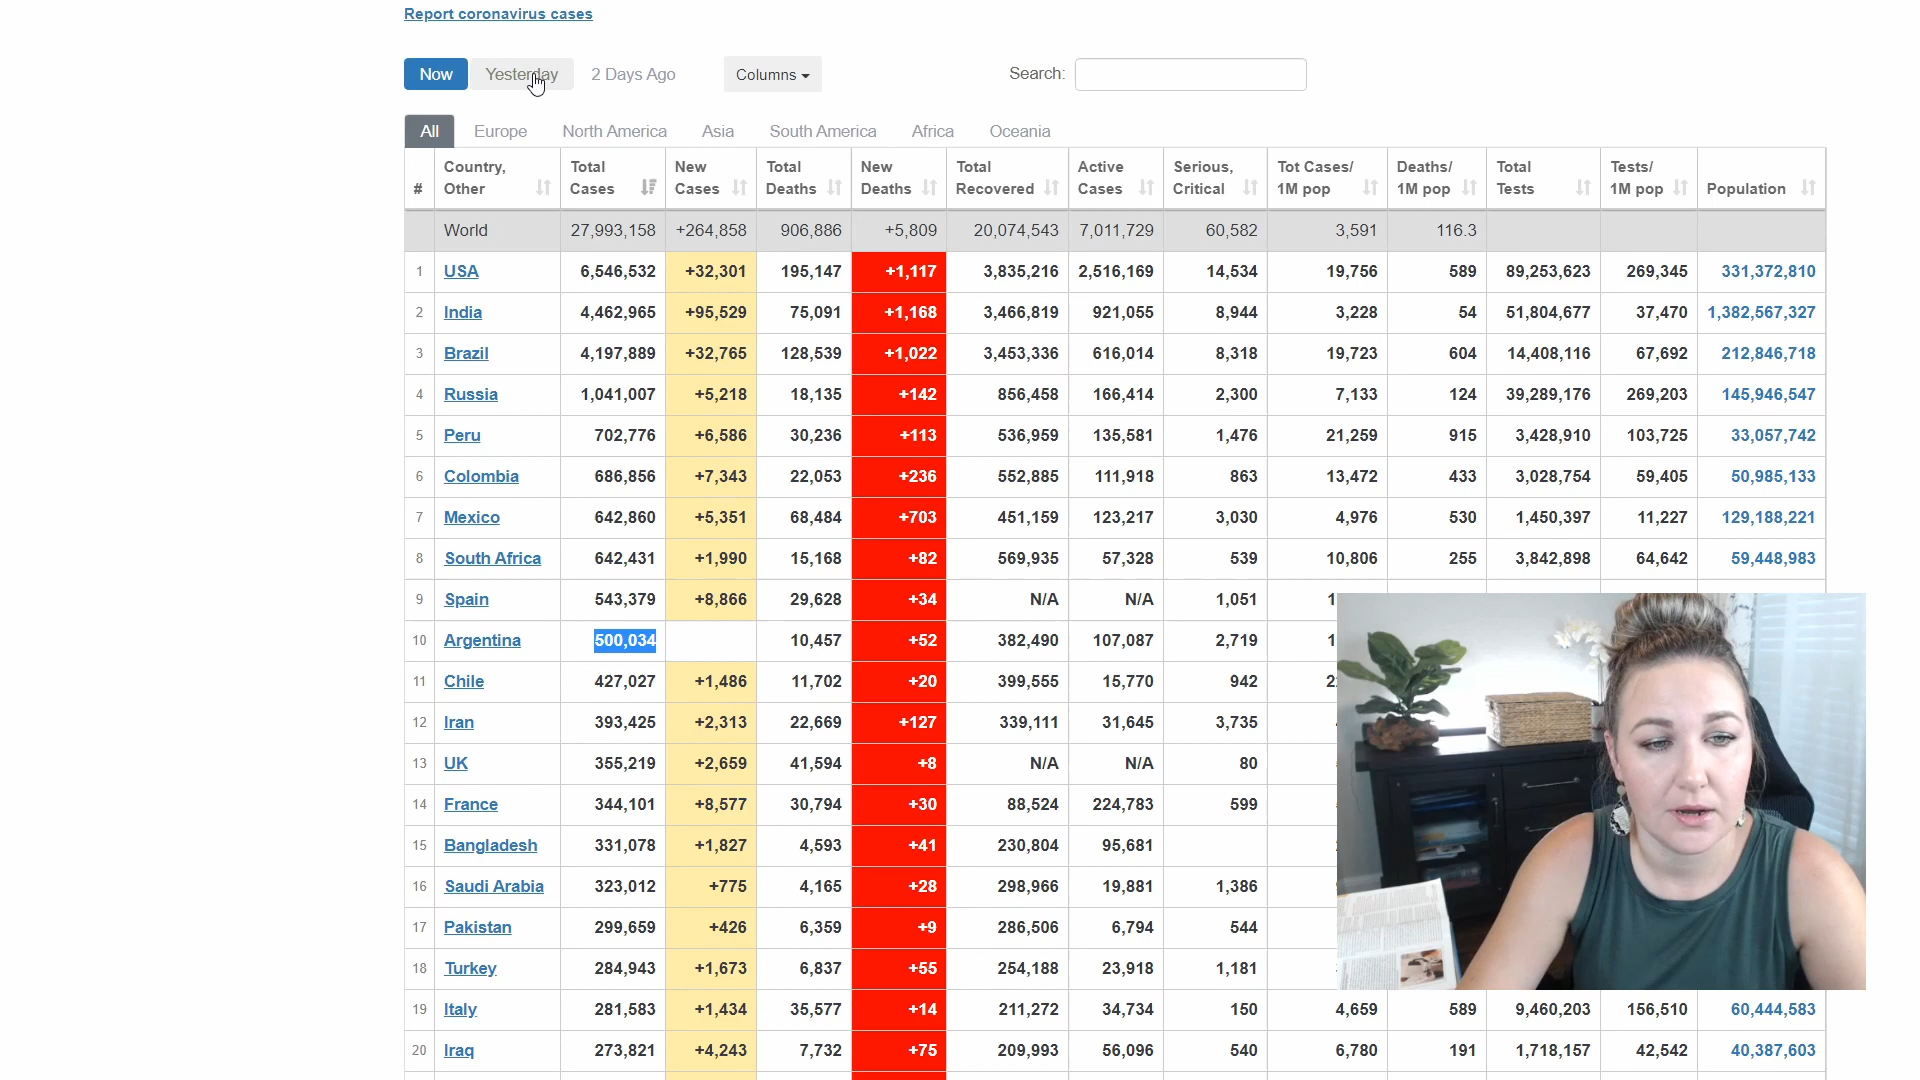 Report coronavirus cases
Now Yesterday 2 Days Ago Columns Search:
All Europe North America Asia South America Africa Oceania
# Country, Other Total Cases New Cases Total Deaths New Deaths Total Recovered Active Cases Serious, Critical Tot Cases/ 1M pop Deaths/ 1M pop Total Tests Tests/ 1M pop Population
World 27,993,158 +264,858 906,886 +5,809 20,074,543 7,011,729 60,582 3,591 116.3
1 USA 6,546,532 +32,301 195,147 +1,117 3,835,216 2,516,169 14,534 19,756 589 89,253,623 269,345 331,372,810
2 India 4,462,965 +95,529 75,091 +1,168 3,466,819 921,055 8,944 3,228 54 51,804,677 37,470 1,382,567,327
3 Brazil 4,197,889 +32,765 128,539 +1,022 3,453,336 616,014 8,318 19,723 604 14,408,116 67,692 212,846,718
4 Russia 1,041,007 +5,218 18,135 +142 856,458 166,414 2,300 7,133 124 39,289,176 269,203 145,946,547
5 Peru 702,776 +6,586 30,236 +113 536,959 135,581 1,476 21,259 915 3,428,910 103,725 33,057,742
6 Colombia 686,856 +7,343 22,053 +236 552,885 111,918 863 13,472 433 3,028,754 59,405 50,985,133
7 Mexico 642,860 +5,351 68,484 +703 451,159 123,217 3,030 4,976 530 1,450,397 11,227 129,188,221
8 South Africa 642,431 +1,990 15,168 +82 569,935 57,328 539 10,806 255 3,842,898 64,642 59,448,983
9 Spain 543,379 +8,866 29,628 +34 N/A N/A 1,051
10 Argentina 500,034 10,457 +52 382,490 107,087 2,719
11 Chile 427,027 +1,486 11,702 +20 399,555 15,770 942
12 Iran 393,425 +2,313 22,669 +127 339,111 31,645 3,735
13 UK 355,219 +2,659 41,594 +8 N/A N/A 80
14 France 344,101 +8,577 30,794 +30 88,524 224,783 599
15 Bangladesh 331,078 +1,827 4,593 +41 230,804 95,681
16 Saudi Arabia 323,012 +775 4,165 +28 298,966 19,881 1,386
17 Pakistan 299,659 +426 6,359 +9 286,506 6,794 544
18 Turkey 284,943 +1,673 6,837 +55 254,188 23,918 1,181
19 Italy 281,583 +1,434 35,577 +14 211,272 34,734 150 4,659 589 9,460,203 156,510 60,444,583
20 Iraq 273,821 +4,243 7,732 +75 209,993 56,096 540 6,780 191 1,718,157 42,542 40,387,603